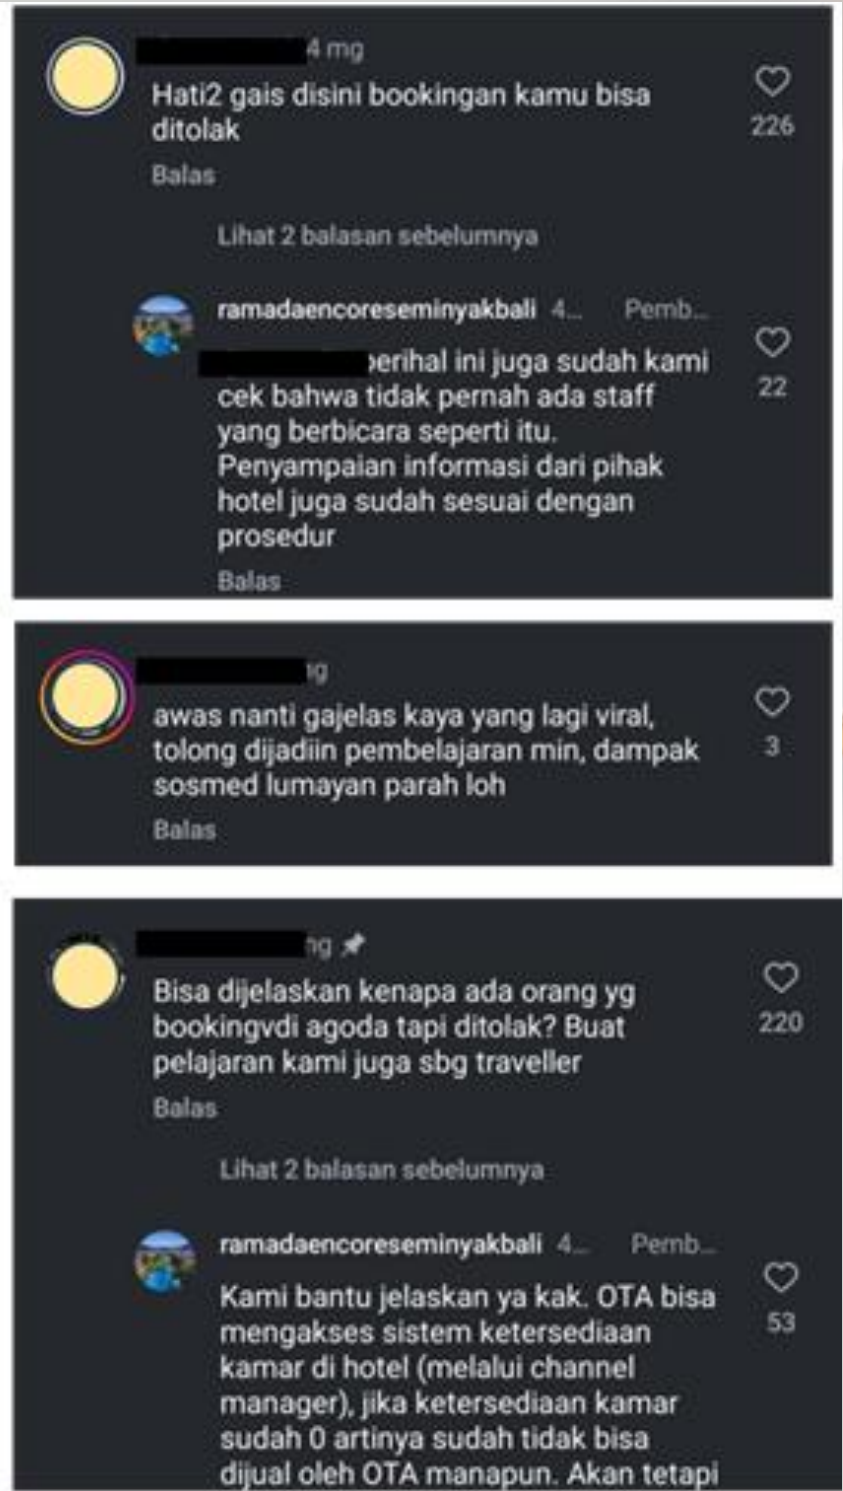 4 mg
Hati2 gais disini bookingan kamu bisa
ditolak
226
Balas
Lihat 2 balasan sebelumnya
ramadaencoreseminyakbali 4... Pemb...
perihal ini juga sudah kami
cek bahwa tidak pernah ada staff
yang berbicara seperti itu.
Penyampaian informasi dari pihak
hotel juga sudah sesuai dengan
prosedur
22
Balas
awas nanti gajelas kaya yang lagi viral,
tolong dijadiin pembelajaran min, dampak
sosmed lumayan parah loh
3
Balas
Bisa dijelaskan kenapa ada orang yg
bookingvdi agoda tapi ditolak? Buat
pelajaran kami juga sbg traveller
220
Balas
Lihat 2 balasan sebelumnya
ramadaencoreseminyakbali 4... Pemb...
Kami bantu jelaskan ya kak. OTA bisa
mengakses sistem ketersediaan
kamar di hotel (melalui channel
manager), jika ketersediaan kamar
sudah 0 artinya sudah tidak bisa
dijual oleh OTA manapun. Akan tetapi
53